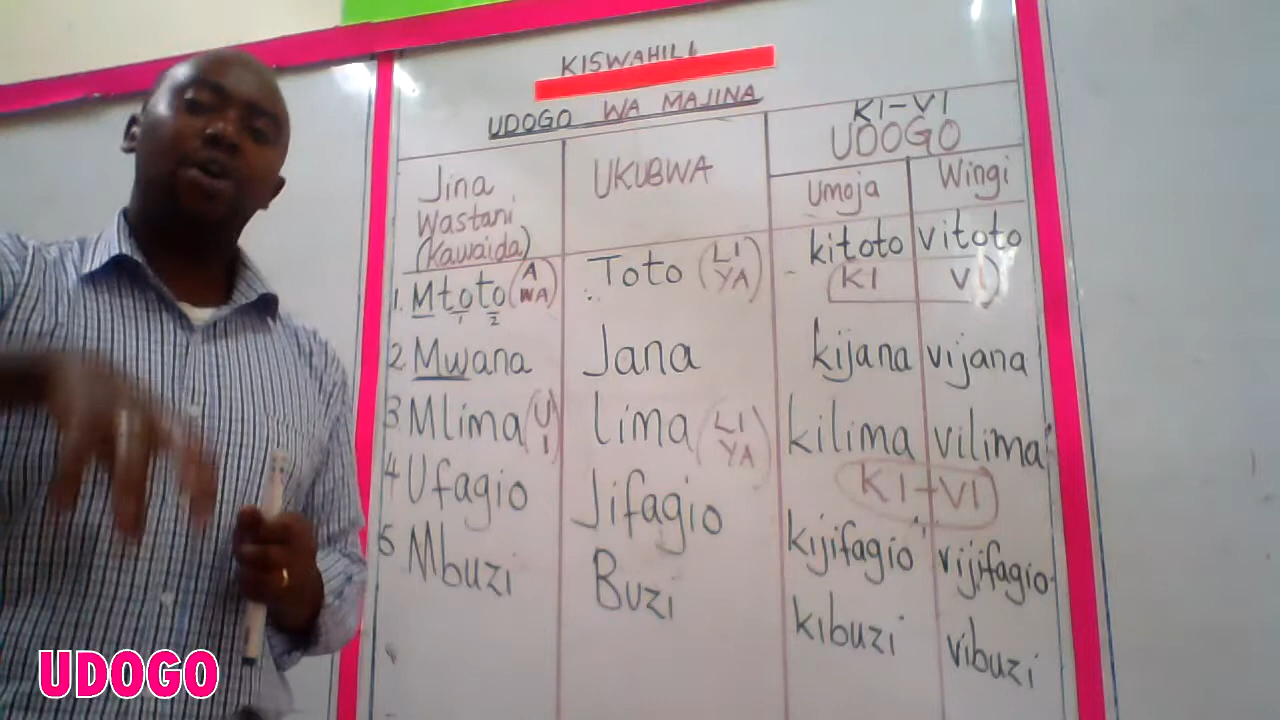 KISWAHILI
UDOGO WA MAJINA
KI-VI
UDOGO
Jina
Wastani
(Kawaida)
UKUBWA
Umoja
Wingi
1. Mtoto (A
WA)
1 2
Toto (LI
YA)
kitoto vitoto
(KI VI)
2. Mwana Jana kijana vijana
3 Mlima (U
I)
Lima (LI
YA)
kilima vilima
KI-VI
4 Ufagio Jifagio kijifagio vijifagio
5 Mbuzi Buzi kibuzi vibuzi
UDOGO